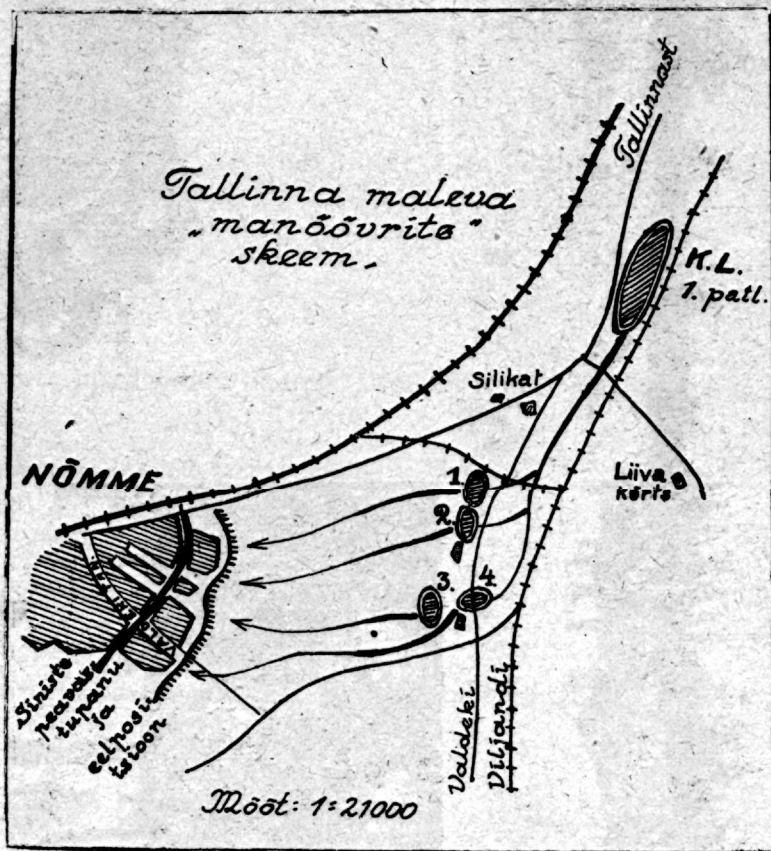 Tallinna maleva
„manöövrite“
skeem.
Tallinnast
K.L.
1. patl.
Silikat
Liiva
kõrts
NÕMME
1.
2.
3.
4.
Siniste
peavas-
tupanu
ja
eelposi-
tsioon
Valdeki
Viljandi
Mõõt: 1=21000